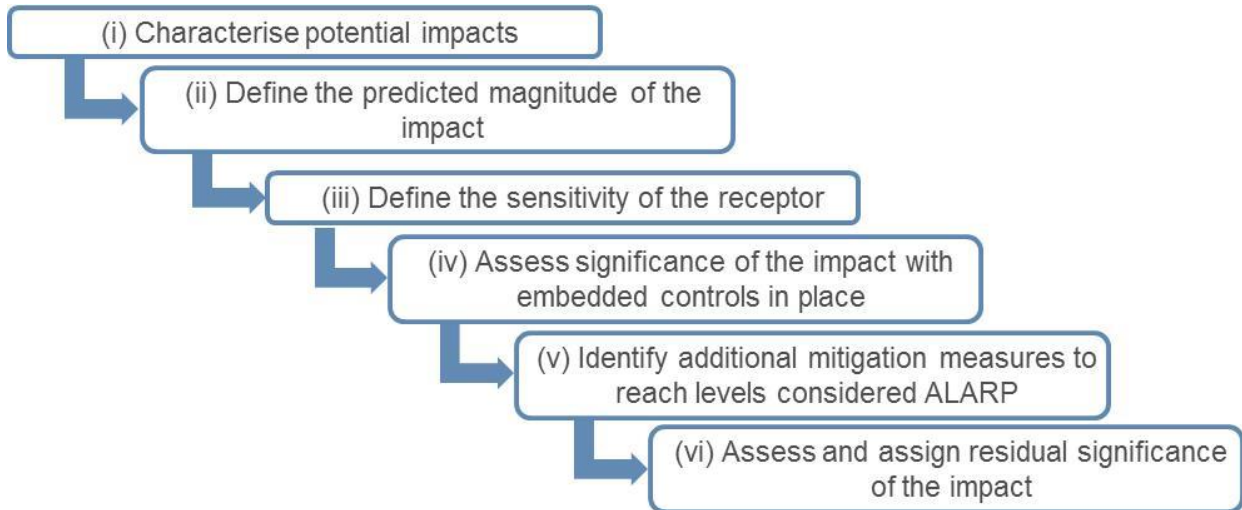 (i) Characterise potential impacts
(ii) Define the predicted magnitude of the
impact
(iii) Define the sensitivity of the receptor
(iv) Assess significance of the impact with
embedded controls in place
(v) Identify additional mitigation measures to
reach levels considered ALARP
(vi) Assess and assign residual significance
of the impact